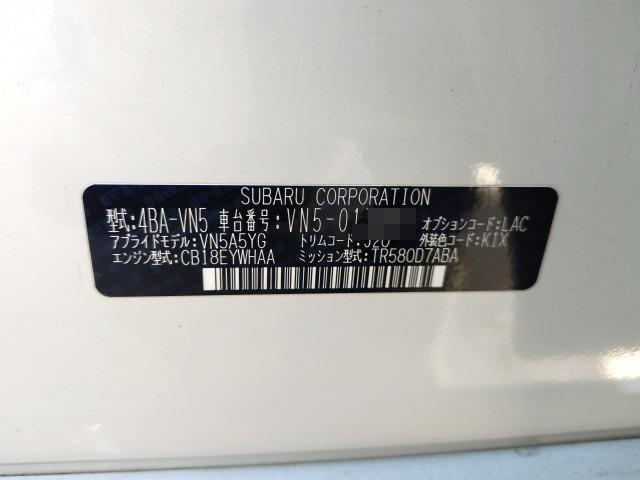 SUBARU CORPORATION
型式:4BA-VN5 車台番号:VN5-01 オプションコード:LAC
アプライドモデル:VN5A5YG トリムコード:J20 外装色コード:K1X
エンジン型式:CB18EYWHAA ミッション型式:TR580D7ABA